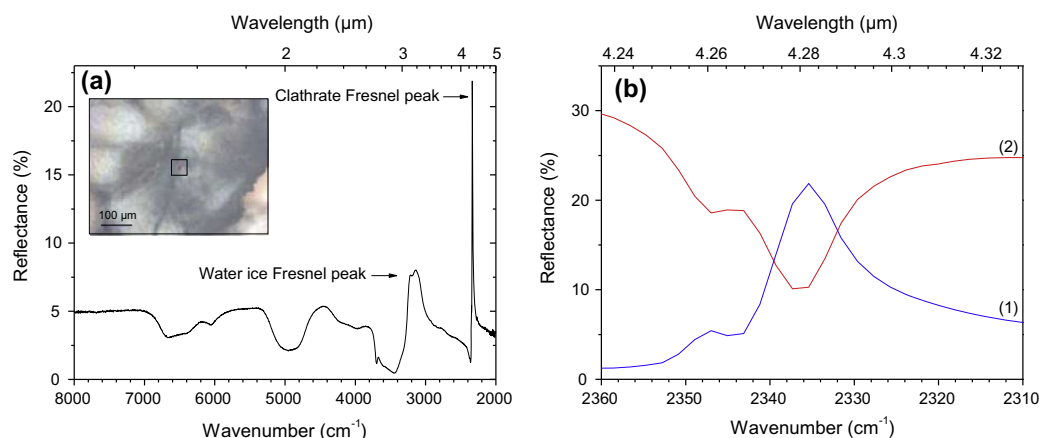 Wavelength (µm)
2 3 4 5
(a)
Clathrate Fresnel peak
100 µm
Water ice Fresnel peak
Reflectance (%)
20
15
10
5
0
8000 7000 6000 5000 4000 3000 2000
Wavenumber (cm-1)
Wavelength (µm)
4.24 4.26 4.28 4.3 4.32
(b)
(2)
(1)
Reflectance (%)
30
20
10
0
2360 2350 2340 2330 2320 2310
Wavenumber (cm-1)